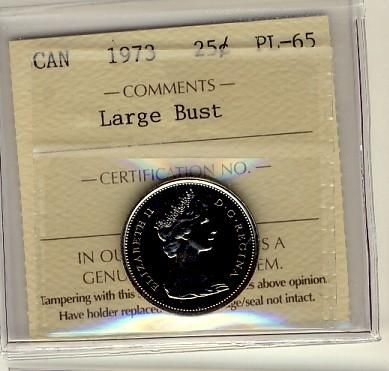 CAN 1973 25¢ PL-65
— COMMENTS —
Large Bust
— CERTIFICATION NO. —
ELIZABETH II D·G·REGINA
IN OU S A
GENU EM.
Tampering with this s above opinion.
Have holder replace ge/seal not intact.